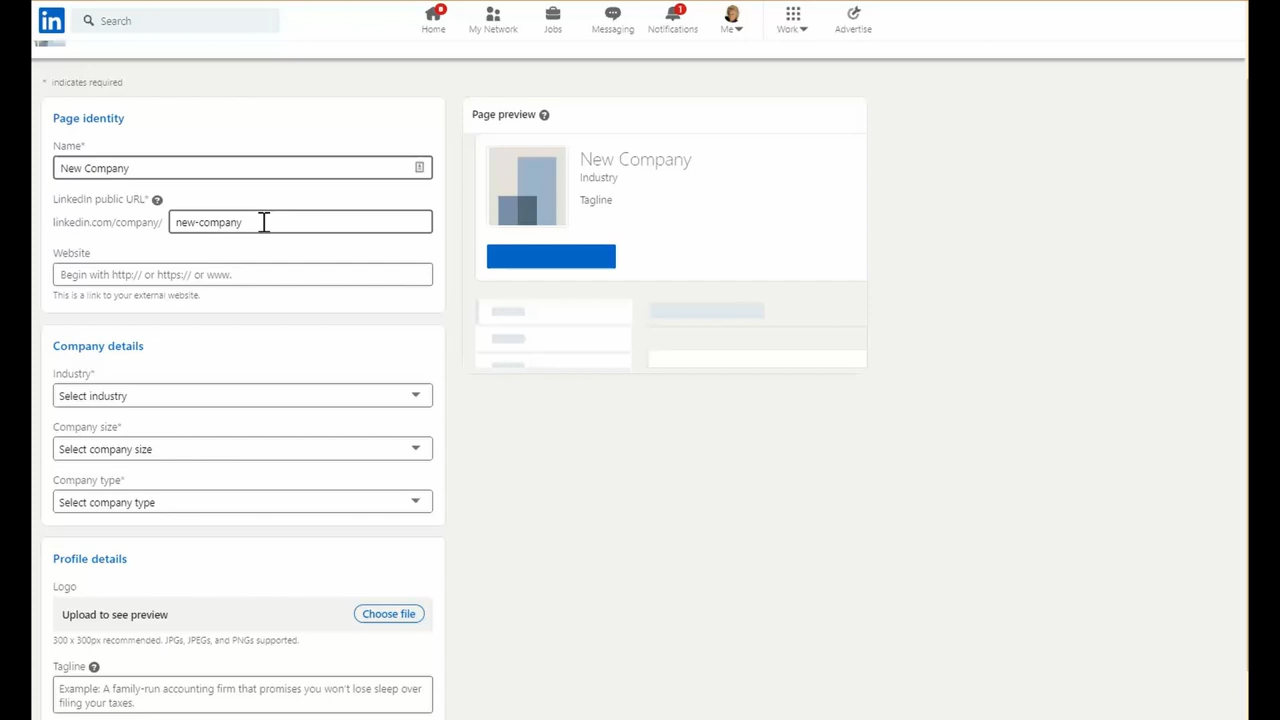 in
Search
Home
My Network
Jobs
Messaging
1
Notifications
Me
Work
Advertise
* indicates required
Page identity
Name*
New Company
LinkedIn public URL* ?
linkedin.com/company/ new-company
Website
Begin with http:// or https:// or www.
This is a link to your external website.
Company details
Industry*
Select industry
Company size*
Select company size
Company type*
Select company type
Profile details
Logo
Upload to see preview
Choose file
300 x 300px recommended. JPGs, JPEGs, and PNGs supported.
Tagline ?
Example: A family-run accounting firm that promises you won't lose sleep over
filing your taxes.
Page preview ?
New Company
Industry
Tagline